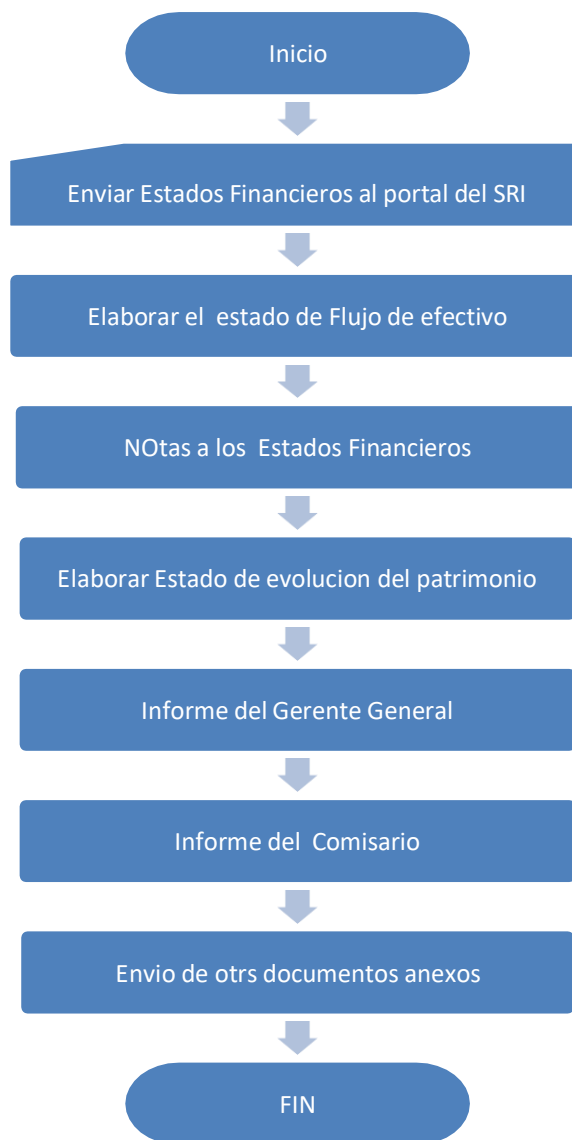 Inicio
Enviar Estados Financieros al portal del SRI
Elaborar el estado de Flujo de efectivo
NOtas a los Estados Financieros
Elaborar Estado de evolucion del patrimonio
Informe del Gerente General
Informe del Comisario
Envio de otrs documentos anexos
FIN